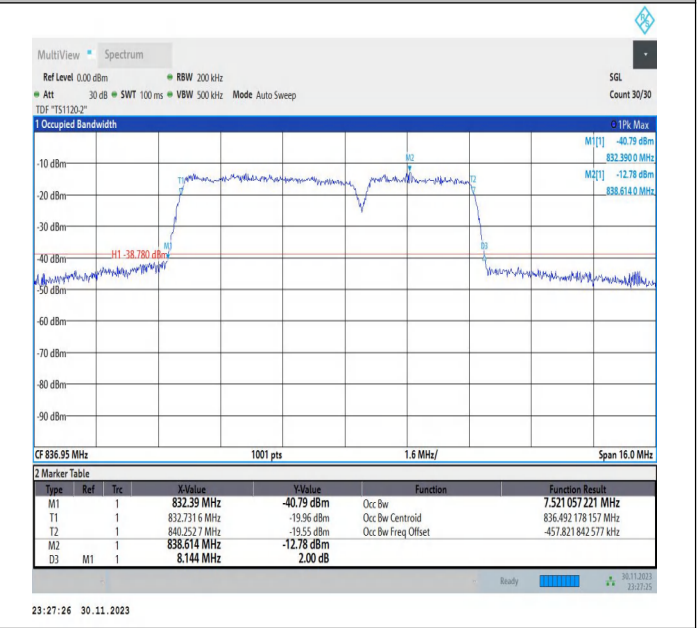 MultiView Spectrum
Ref Level 0.00 dBm RBW 200 kHz SGL
Att 30 dB SWT 100 ms VBW 500 kHz Mode Auto Sweep Count 30/30
TDF "TS1120-2"
1 Occupied Bandwidth 1Pk Max
M1[1] -40.79 dBm
832.390 0 MHz
M2[1] -12.78 dBm
838.614 0 MHz
-10 dBm
M2
T1 T2
-20 dBm
-30 dBm
M1 D3
H1 -38.780 dBm
-40 dBm
-50 dBm
-60 dBm
-70 dBm
-80 dBm
-90 dBm
CF 836.95 MHz 1001 pts 1.6 MHz/ Span 16.0 MHz
2 Marker Table
Type Ref Trc X-Value Y-Value Function Function Result
M1 1 832.39 MHz -40.79 dBm Occ Bw 7.521 057 221 MHz
T1 1 832.731 6 MHz -19.96 dBm Occ Bw Centroid 836.492 178 157 MHz
T2 1 840.252 7 MHz -19.55 dBm Occ Bw Freq Offset -457.821 842 577 kHz
M2 1 838.614 MHz -12.78 dBm
D3 M1 1 8.144 MHz 2.00 dB
Ready 30.11.2023
23:27:25
23:27:26 30.11.2023